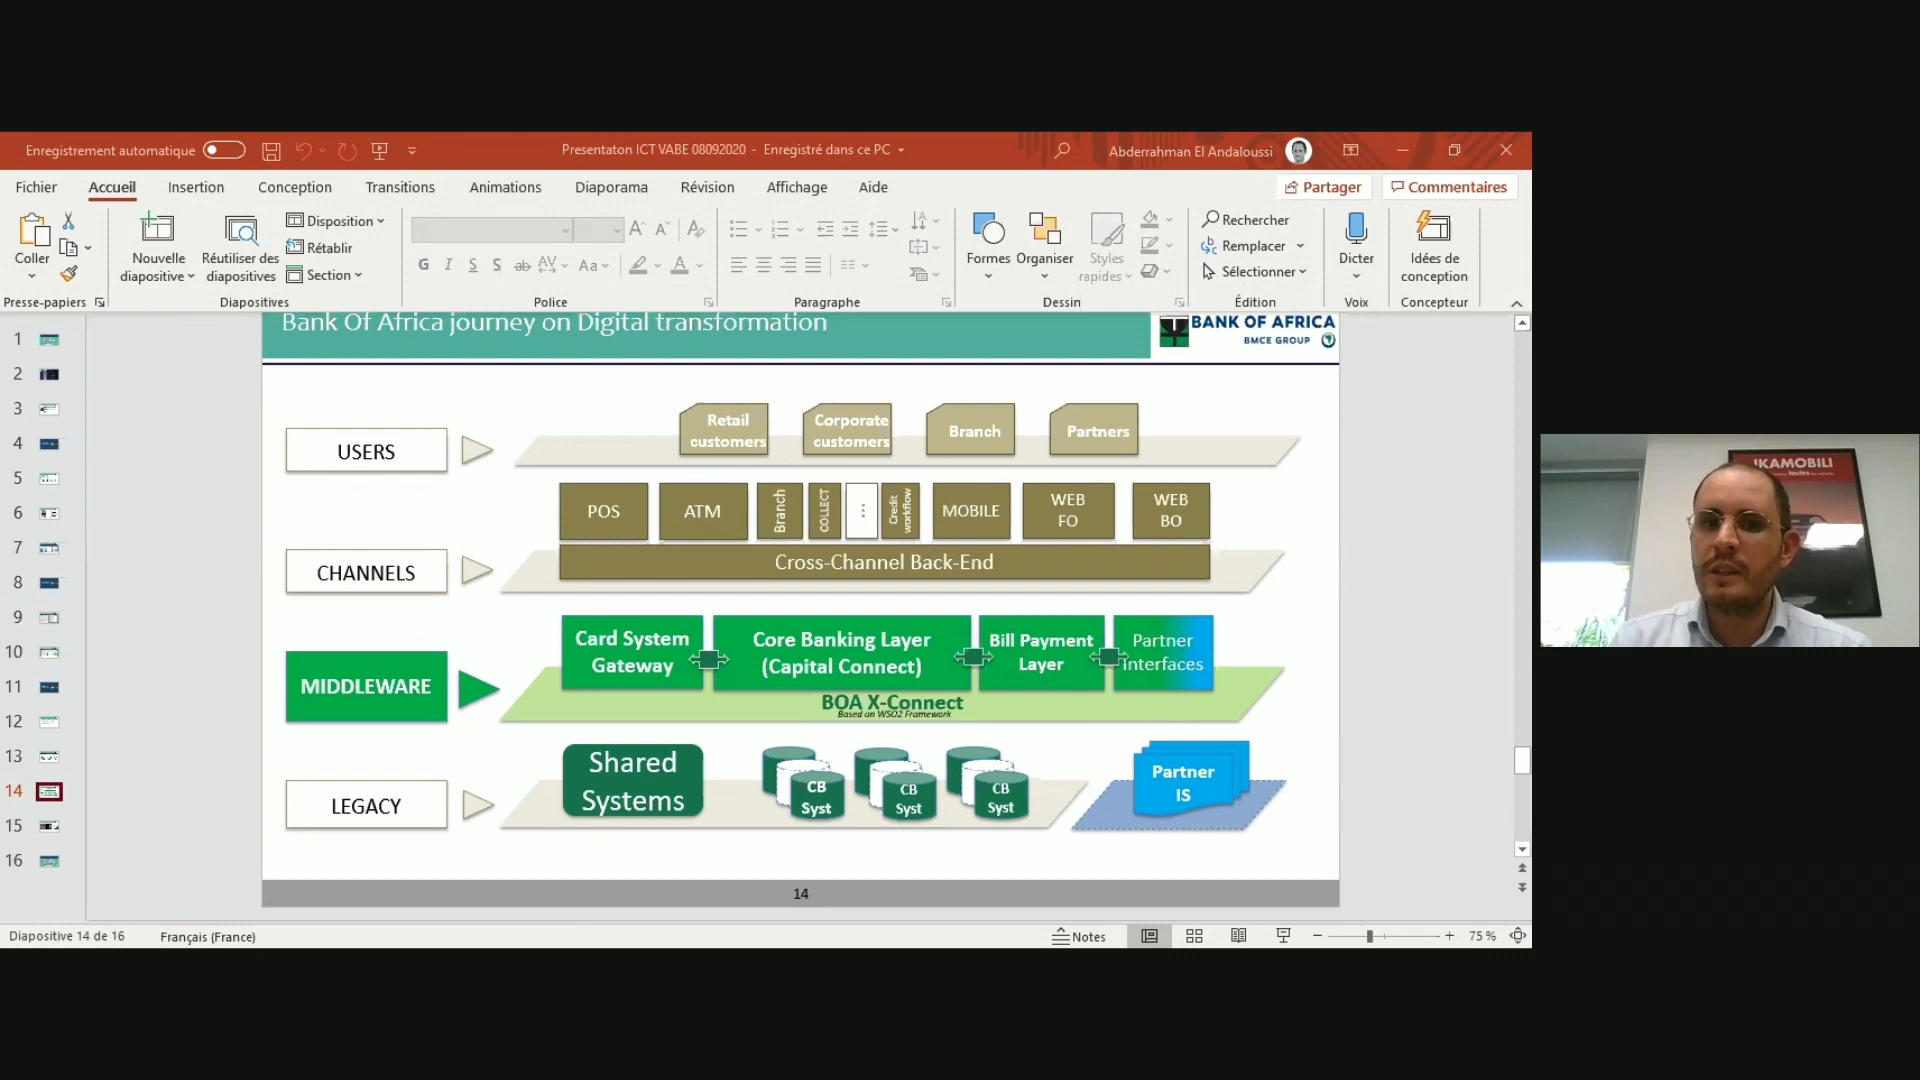 Enregistrement automatique
Presentaton ICT VABE 08092020 - Enregistré dans ce PC
Abderrahman El Andaloussi
Fichier Accueil Insertion Conception Transitions Animations Diaporama Révision Affichage Aide
Partager Commentaires
Coller
Presse-papiers
Nouvelle
diapositive
Réutiliser des
diapositives
Disposition
Rétablir
Section
Diapositives
G I S S ab AV Aa A
Police
Paragraphe
Formes
Organiser
Styles
rapides
Dessin
Rechercher
Remplacer
Sélectionner
Édition
Dicter
Voix
Idées de
conception
Concepteur
1
2
3
4
5
6
7
8
9
10
11
12
13
14
15
16
Bank Of Africa journey on Digital transformation
BANK OF AFRICA
BMCE GROUP
USERS
Retail
customers
Corporate
customers
Branch
Partners
CHANNELS
POS
ATM
Branch
COLLECT
...
Credit
workflow
MOBILE
WEB
FO
WEB
BO
Cross-Channel Back-End
MIDDLEWARE
Card System
Gateway
Core Banking Layer
(Capital Connect)
Bill Payment
Layer
Partner
Interfaces
BOA X-Connect
Based on WSO2 Framework
LEGACY
Shared
Systems
CB
Syst
CB
Syst
CB
Syst
Partner
IS
14
Diapositive 14 de 16 Français (France)
Notes
75 %
IKAMOBILI